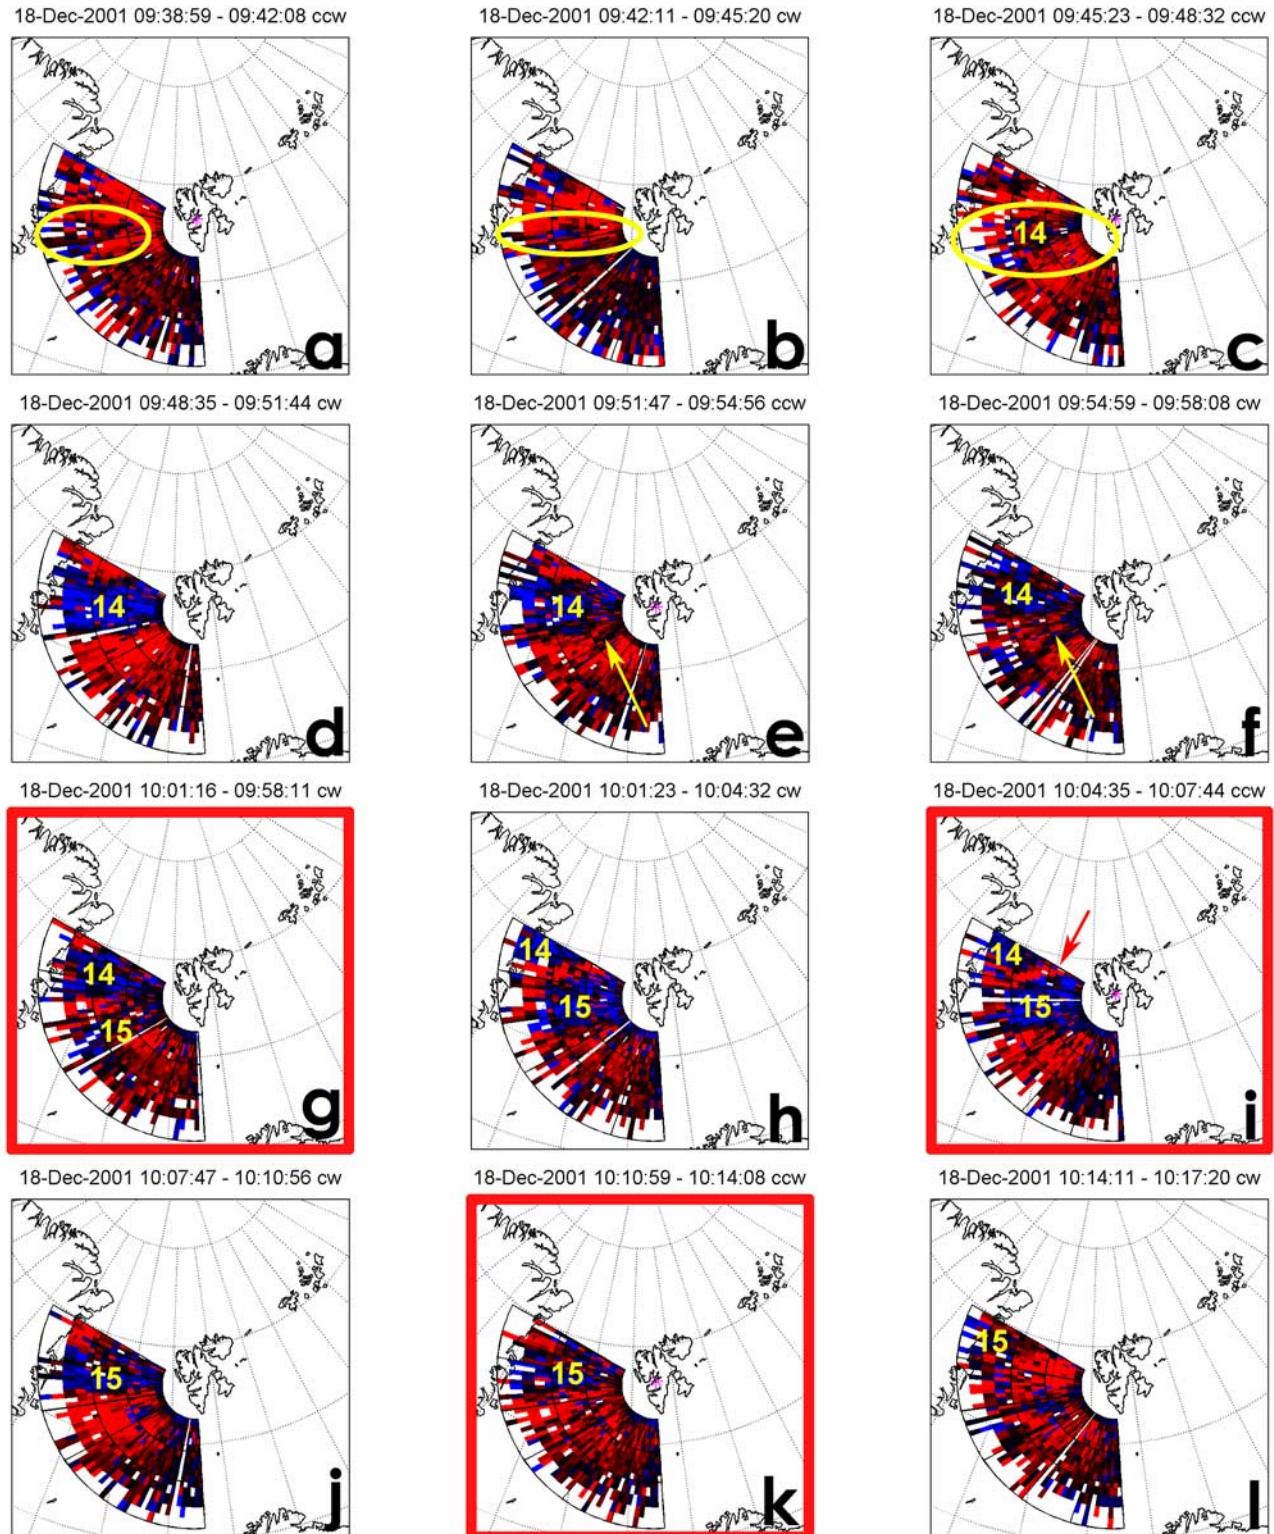 18-Dec-2001 09:38:59 - 09:42:08 ccw
18-Dec-2001 09:42:11 - 09:45:20 cw
18-Dec-2001 09:45:23 - 09:48:32 ccw
14
a
b
c
18-Dec-2001 09:48:35 - 09:51:44 cw
18-Dec-2001 09:51:47 - 09:54:56 ccw
18-Dec-2001 09:54:59 - 09:58:08 cw
14
14
14
d
e
f
18-Dec-2001 10:01:16 - 09:58:11 cw
18-Dec-2001 10:01:23 - 10:04:32 cw
18-Dec-2001 10:04:35 - 10:07:44 ccw
14
15
14
15
14
15
g
h
i
18-Dec-2001 10:07:47 - 10:10:56 cw
18-Dec-2001 10:10:59 - 10:14:08 ccw
18-Dec-2001 10:14:11 - 10:17:20 cw
15
15
15
j
k
l